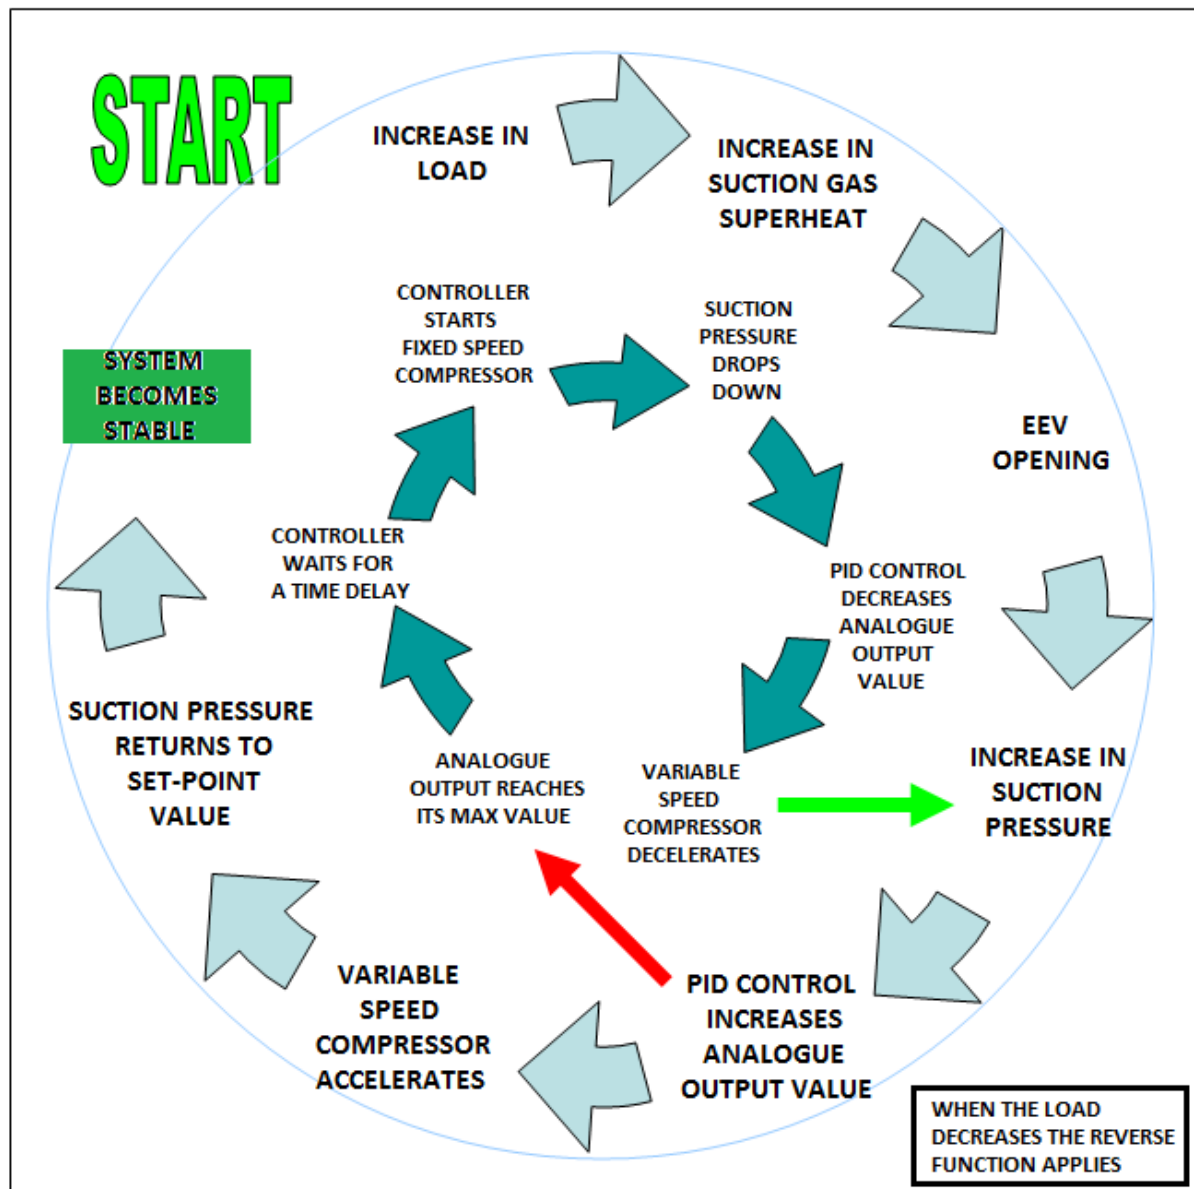 START
INCREASE IN
LOAD
INCREASE IN
SUCTION GAS
SUPERHEAT
EEV
OPENING
INCREASE IN
SUCTION
PRESSURE
PID CONTROL
INCREASES
ANALOGUE
OUTPUT VALUE
VARIABLE
SPEED
COMPRESSOR
ACCELERATES
SUCTION PRESSURE
RETURNS TO
SET-POINT
VALUE
SYSTEM
BECOMES
STABLE
ANALOGUE
OUTPUT REACHES
ITS MAX VALUE
CONTROLLER
WAITS FOR
A TIME DELAY
CONTROLLER
STARTS
FIXED SPEED
COMPRESSOR
SUCTION
PRESSURE
DROPS
DOWN
PID CONTROL
DECREASES
ANALOGUE
OUTPUT
VALUE
VARIABLE
SPEED
COMPRESSOR
DECELERATES
WHEN THE LOAD
DECREASES THE REVERSE
FUNCTION APPLIES